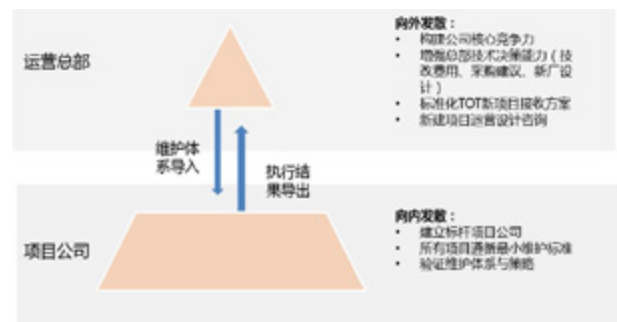 运营总部
向外发散：
• 构建公司核心竞争力
• 增强总部技术决策能力（技
改费用、采购建议、新厂设
计）
• 标准化TOT新项目接收方案
• 新建项目运营设计咨询
维护体
系导入
执行结
果导出
项目公司
向内发散：
• 建立标杆项目公司
• 所有项目遵循最小维护标准
• 验证维护体系与策略